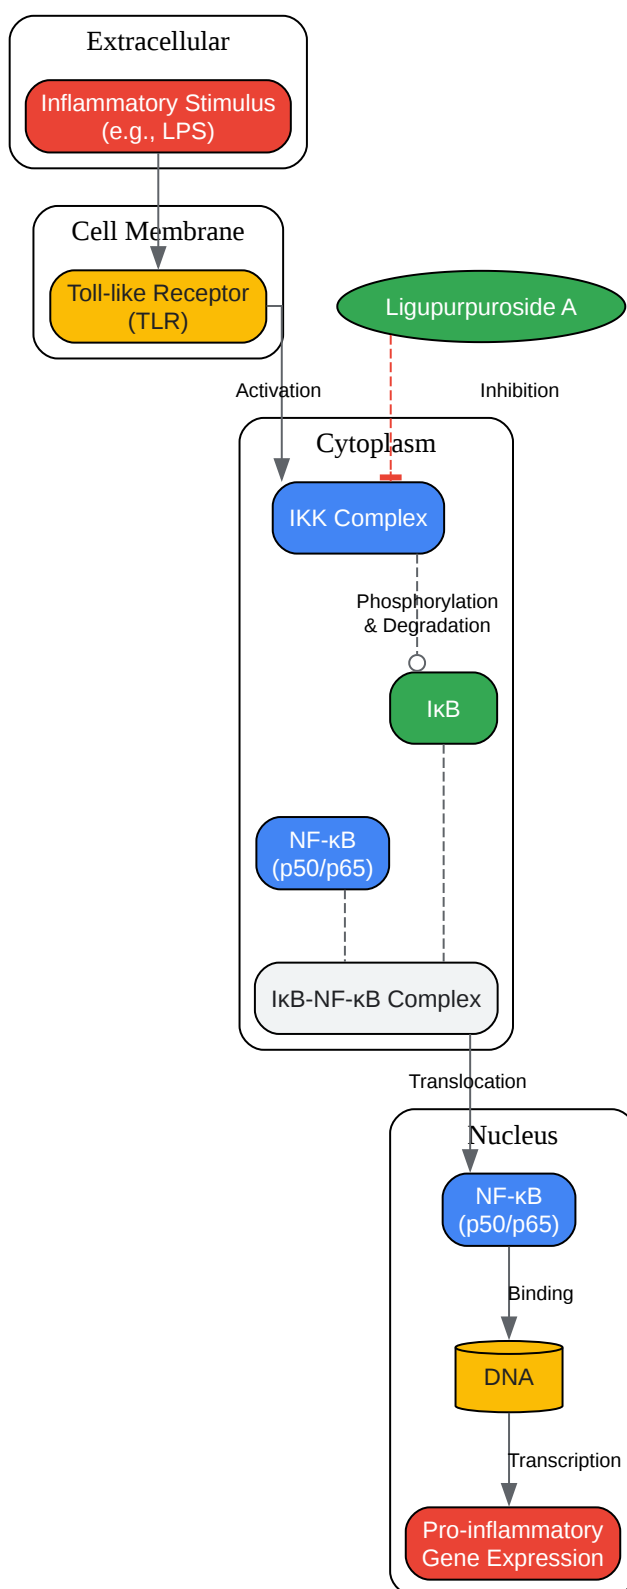 Extracellular
Inflammatory Stimulus
(e.g., LPS)
Cell Membrane
Toll-like Receptor
(TLR)
Ligupurpuroside A
Activation
Inhibition
Cytoplasm
IKK Complex
Phosphorylation
& Degradation
IκB
NF-κB
(p50/p65)
IκB-NF-κB Complex
Translocation
Nucleus
NF-κB
(p50/p65)
Binding
DNA
Transcription
Pro-inflammatory
Gene Expression